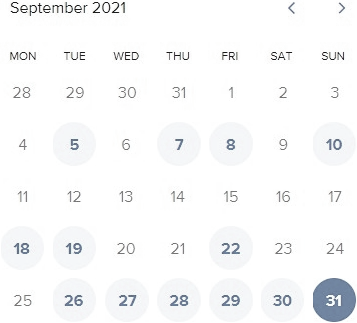 September 2021
MON TUE WED THU FRI SAT SUN
28 29 30 31 1 2 3
4 5 6 7 8 9 10
11 12 13 14 15 16 17
18 19 20 21 22 23 24
25 26 27 28 29 30 31